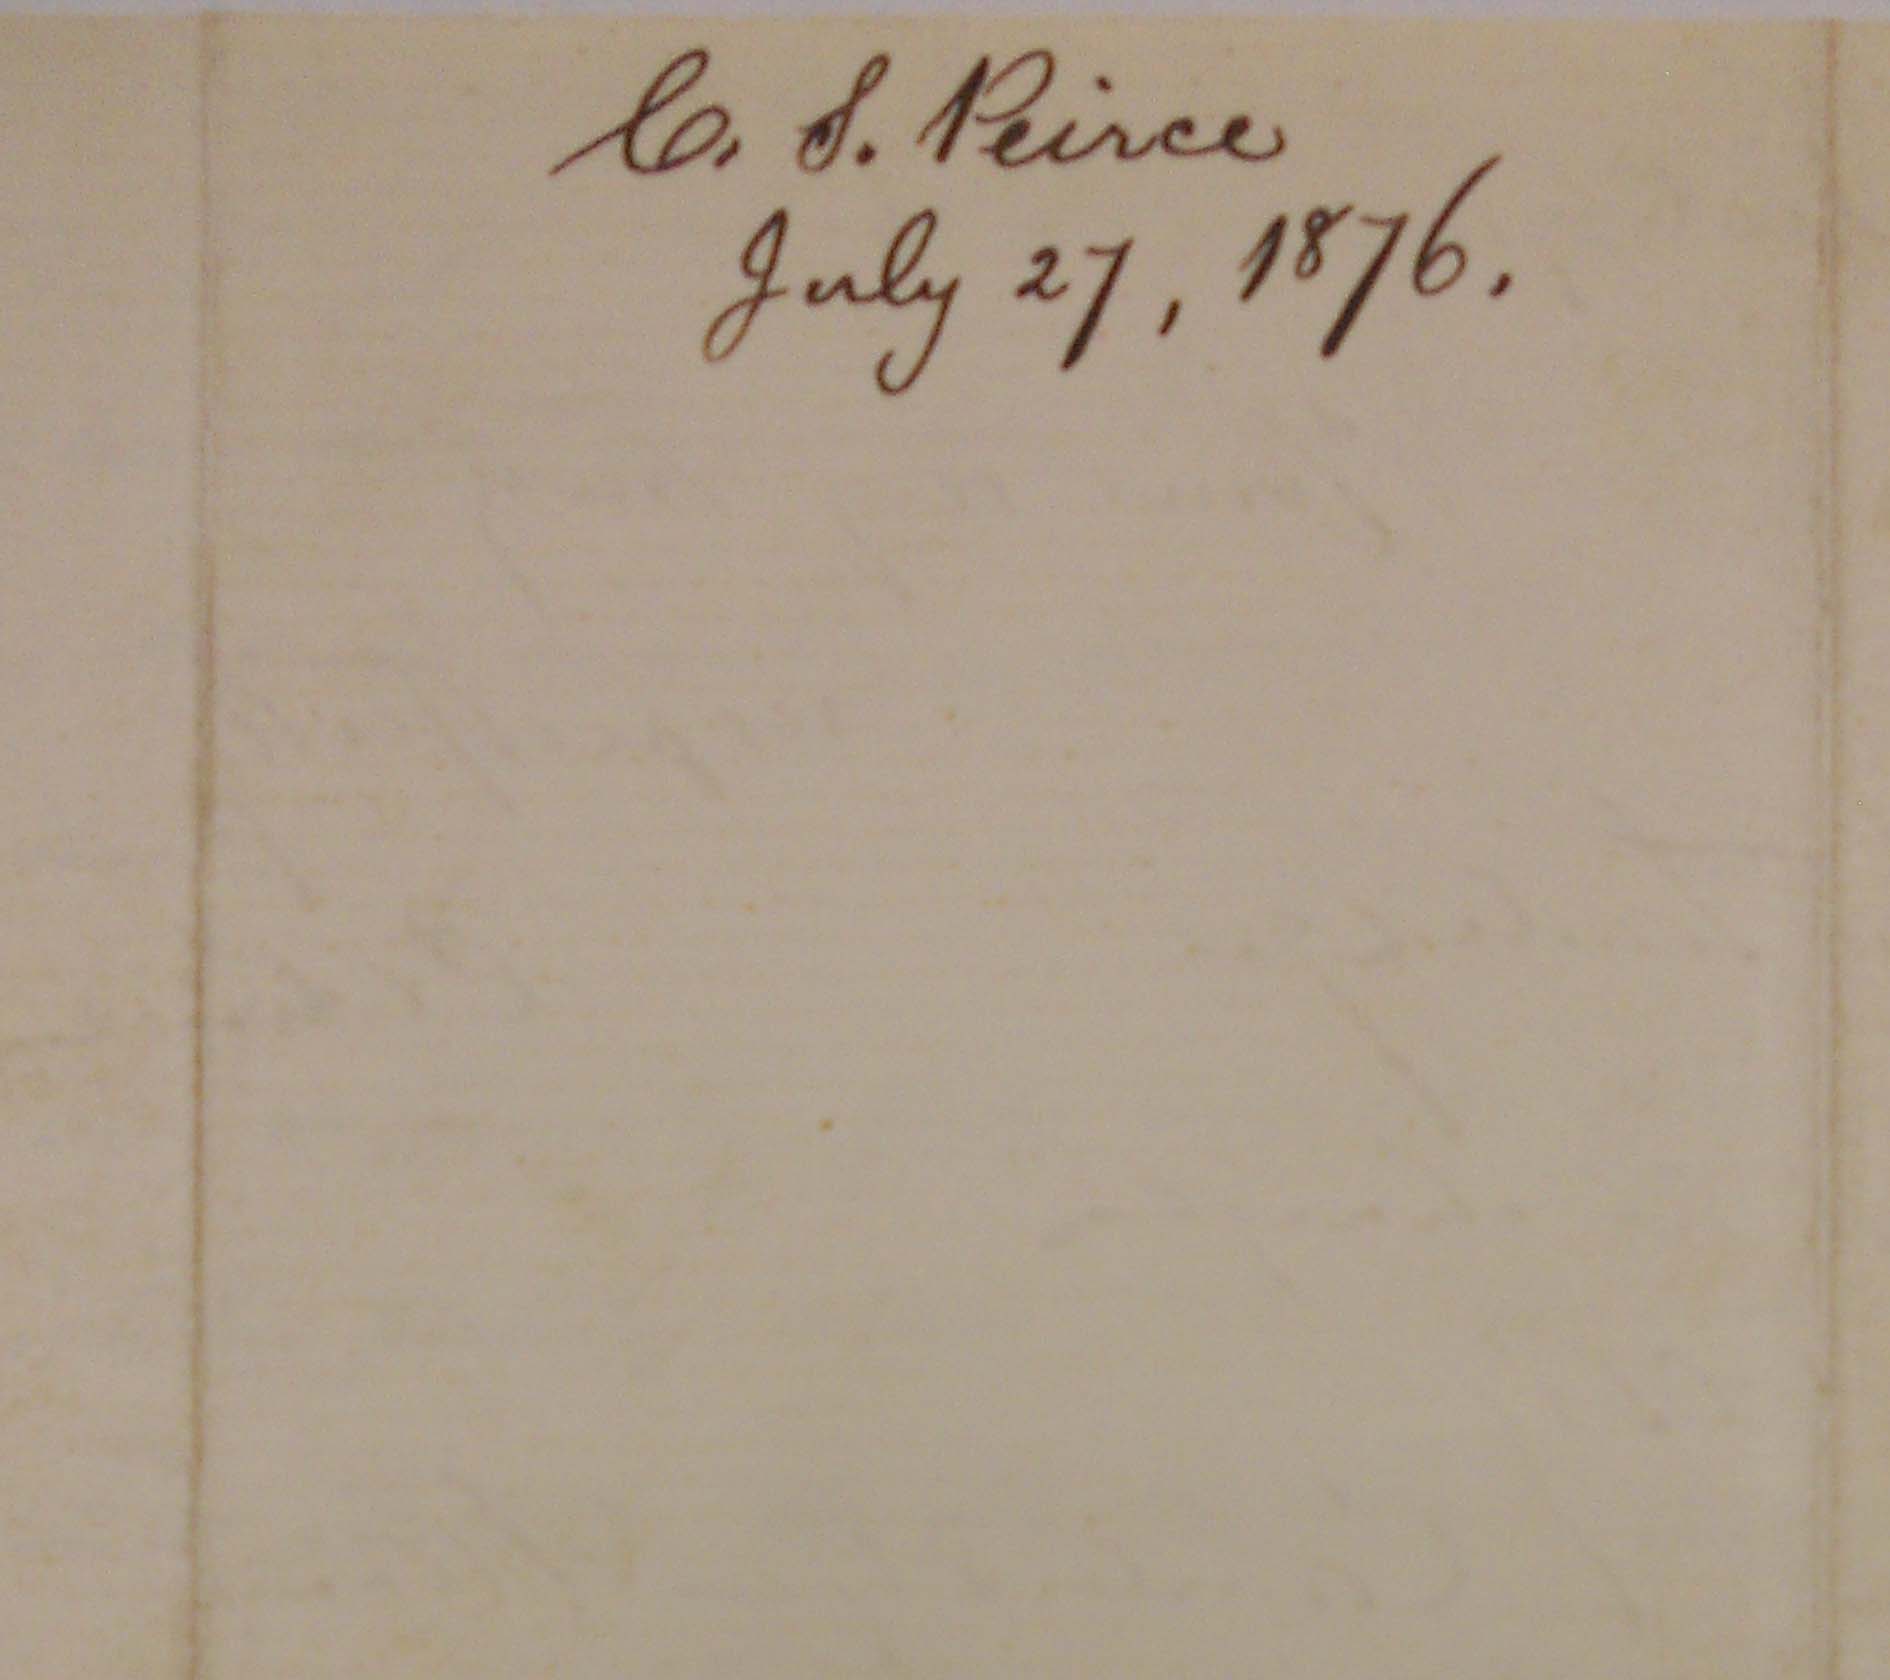 C. S. Peirce
July 27, 1876.